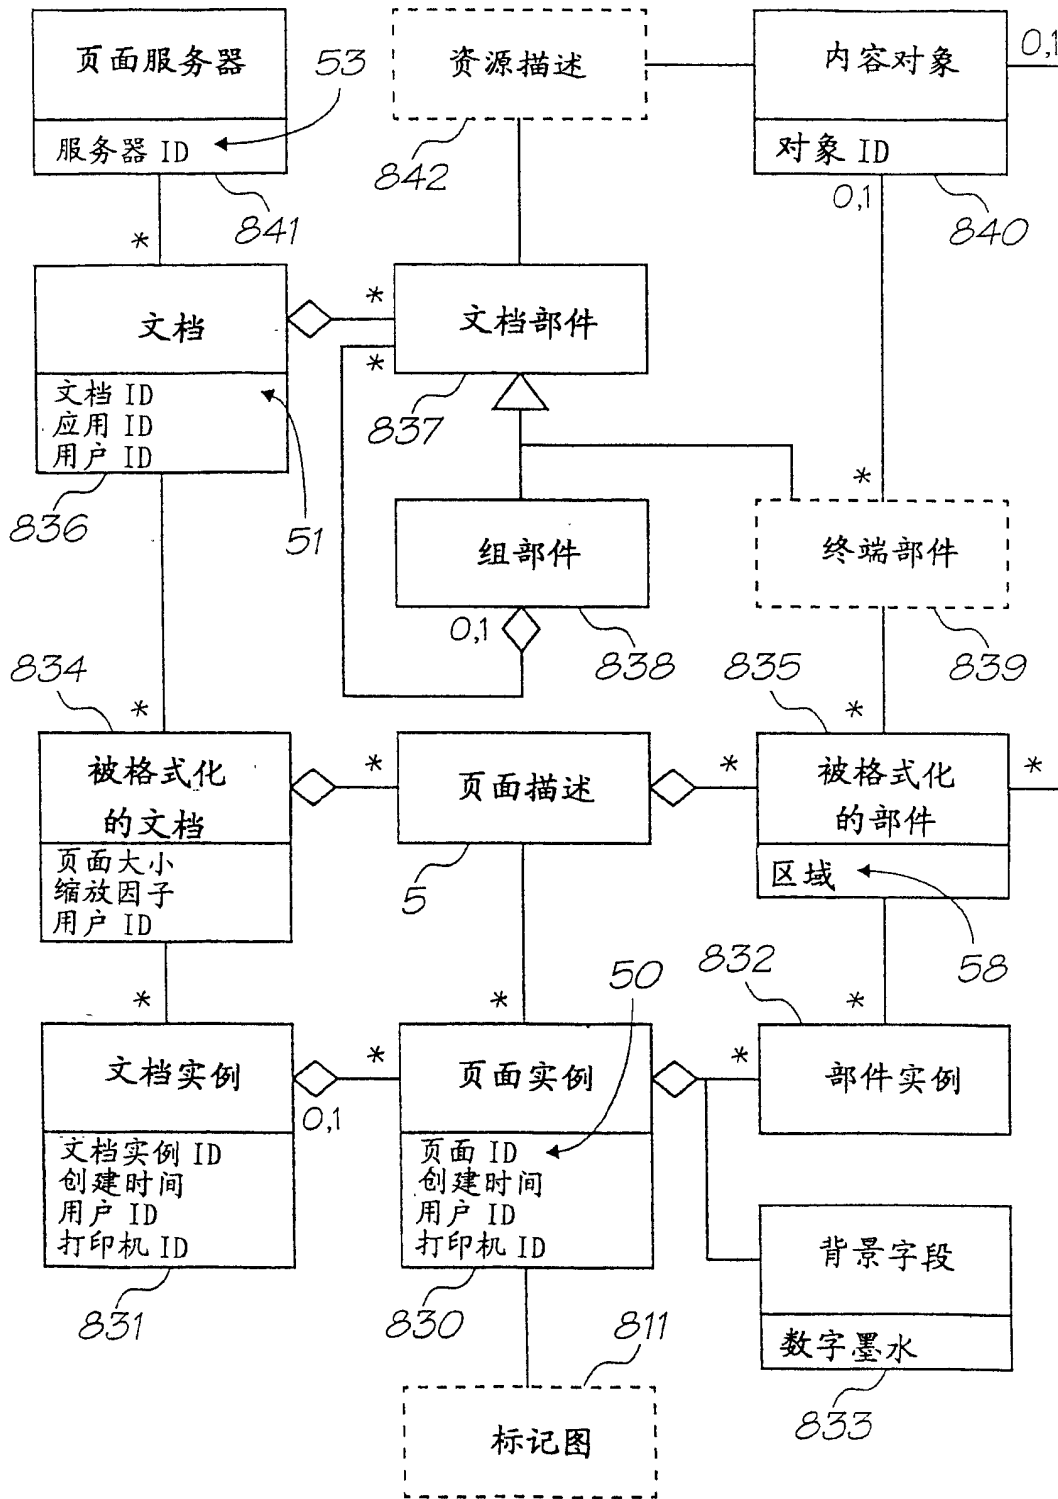 页面服务器
服务器 ID
53
841
资源描述
842
内容对象
对象 ID
0,1
0,1
840
*
文档
文档 ID
应用 ID
用户 ID
836
51
*
*
文档部件
837
组部件
0,1
838
*
终端部件
839
834
*
被格式化
的文档
页面大小
缩放因子
用户 ID
*
页面描述
5
835
*
*
*
被格式化
的部件
区域
58
*
文档实例
0,1
文档实例 ID
创建时间
用户 ID
打印机 ID
831
*
*
50
页面实例
页面 ID
创建时间
用户 ID
打印机 ID
830
832
*
*
部件实例
背景字段
数字墨水
833
811
标记图